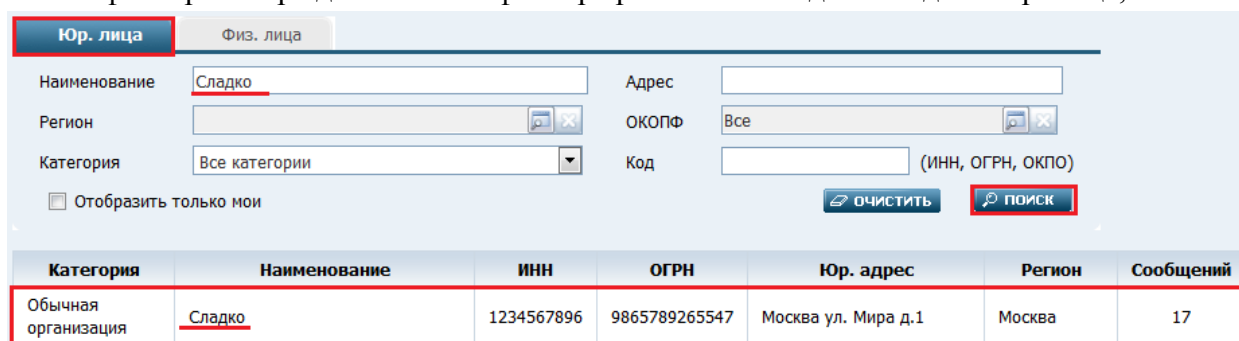 Юр. лица Физ. лица
Наименование Сладко Адрес
Регион ОКОПФ Все
Категория Все категории Код (ИНН, ОГРН, ОКПО)
Отобразить только мои ОЧИСТИТЬ ПОИСК
Категория Наименование ИНН ОГРН Юр. адрес Регион Сообщений
Обычная
организация Сладко 1234567896 9865789265547 Москва ул. Мира д.1 Москва 17